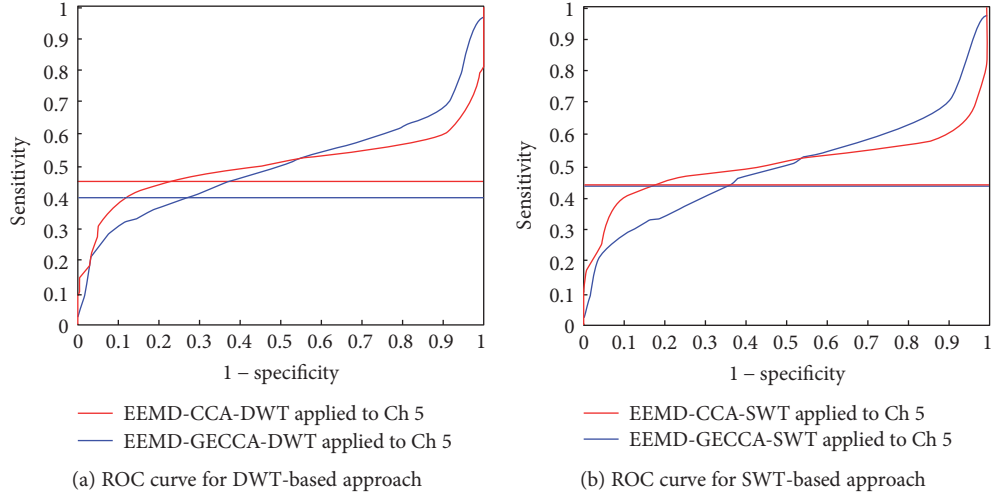 1
0.9
0.8
0.7
0.6
0.5
0.4
0.3
0.2
0.1
0
Sensitivity
0 0.1 0.2 0.3 0.4 0.5 0.6 0.7 0.8 0.9 1
1 − specificity
EEMD-CCA-DWT applied to Ch 5
EEMD-GECCA-DWT applied to Ch 5
(a) ROC curve for DWT-based approach
1
0.9
0.8
0.7
0.6
0.5
0.4
0.3
0.2
0.1
0
Sensitivity
0 0.1 0.2 0.3 0.4 0.5 0.6 0.7 0.8 0.9 1
1 − specificity
EEMD-CCA-SWT applied to Ch 5
EEMD-GECCA-SWT applied to Ch 5
(b) ROC curve for SWT-based approach